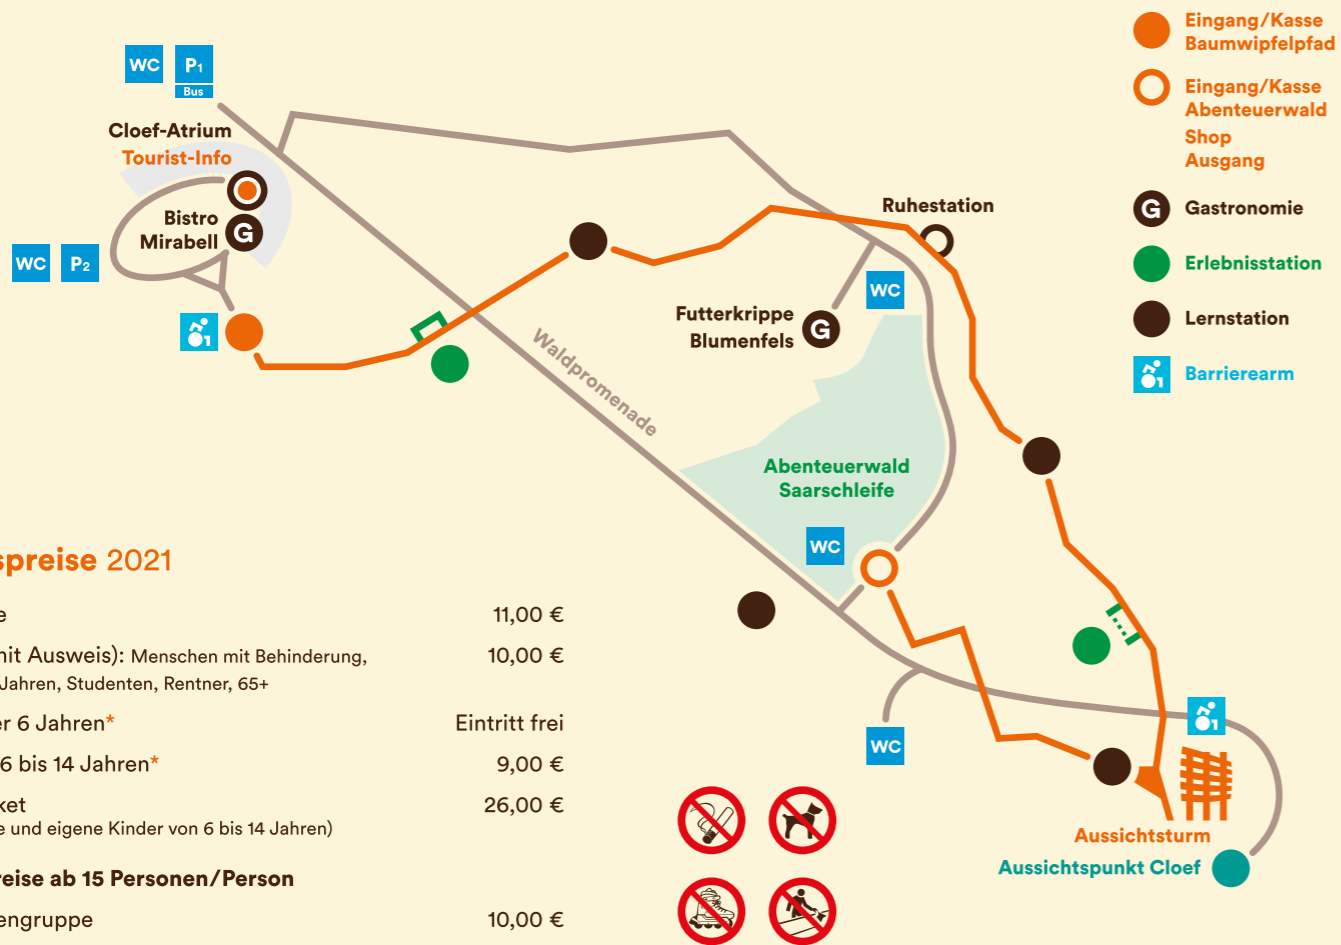 WC
P1
Bus
Cloef-Atrium
Tourist-Info
Bistro
Mirabell
G
WC
P2
Waldpromenade
Ruhestation
WC
Futterkrippe
Blumenfels
G
Abenteuerwald
Saarschleife
WC
WC
Aussichtsturm
Aussichtspunkt Cloef
Eingang/Kasse
Baumwipfelpfad
Eingang/Kasse
Abenteuerwald
Shop
Ausgang
G Gastronomie
Erlebnisstation
Lernstation
Barrierearm
spreise 2021
e 11,00 €
it Ausweis): Menschen mit Behinderung, 10,00 €
Jahren, Studenten, Rentner, 65+
er 6 Jahren* Eintritt frei
6 bis 14 Jahren* 9,00 €
ket 26,00 €
e und eigene Kinder von 6 bis 14 Jahren)
reise ab 15 Personen/Person
engruppe 10,00 €